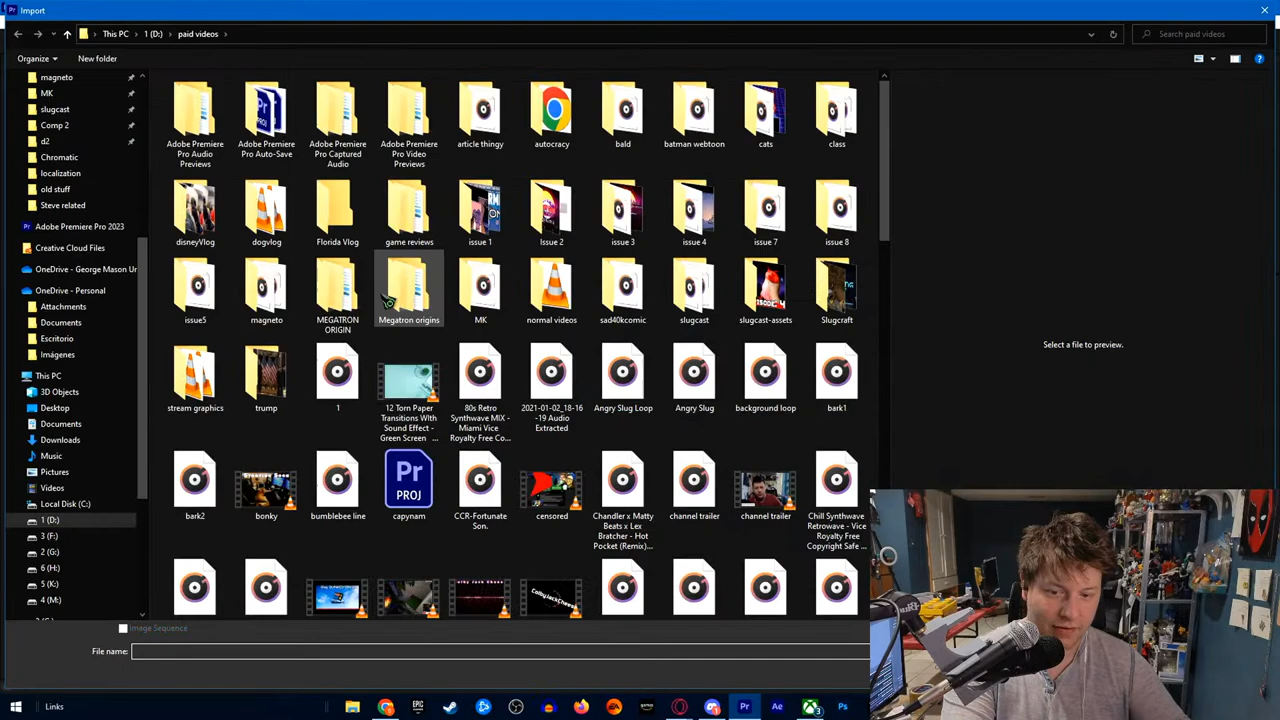 Import
This PC > 1 (D:) > paid videos >
Search paid videos
Organize
New folder
magneto
MK
slugcast
Comp 2
d2
Chromatic
localization
old stuff
Steve related
Adobe Premiere Pro 2023
Creative Cloud Files
OneDrive - George Mason Un
OneDrive - Personal
Attachments
Documents
Escritorio
Imágenes
This PC
3D Objects
Desktop
Documents
Downloads
Music
Pictures
Videos
Local Disk (C:)
1 (D:)
3 (F:)
2 (G:)
6 (H:)
5 (K:)
4 (M:)
Adobe Premiere
Pro Audio
Previews
Adobe Premiere
Pro Auto-Save
Adobe Premiere
Pro Captured
Audio
Adobe Premiere
Pro Video
Previews
article thingy
autocracy
bald
batman webtoon
cats
class
disneyVlog
dogvlog
Florida Vlog
game reviews
issue 1
Issue 2
issue 3
issue 4
issue 7
issue 8
issue5
magneto
MEGATRON
ORIGIN
Megatron origins
MK
normal videos
sad40kcomic
slugcast
slugcast-assets
Slugcraft
stream graphics
trump
1
12 Torn Paper
Transitions With
Sound Effect -
Green Screen ...
80s Retro
Synthwave MIX -
Miami Vice
Royalty Free Co...
2021-01-02_18-16
-19 Audio
Extracted
Angry Slug Loop
Angry Slug
background loop
bark1
bark2
bonky
bumblebee line
Pr
PROJ
capynam
CCR-Fortunate
Son.
censored
Chandler x Matty
Beats x Lex
Bratcher - Hot
Pocket (Remix)...
channel trailer
channel trailer
Chill Synthwave
Retrowave - Vice
Royalty Free
Copyright Safe ...
Select a file to preview.
Image Sequence
File name:
Links